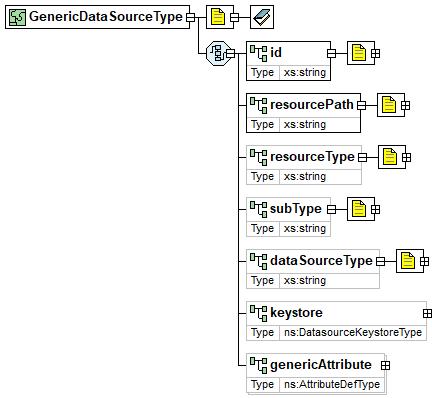 GenericDataSourceType
id
Type xs:string
resourcePath
Type xs:string
resourceType
Type xs:string
subType
Type xs:string
dataSourceType
Type xs:string
keystore
Type ns:DatasourceKeystoreType
genericAttribute
Type ns:AttributeDefType